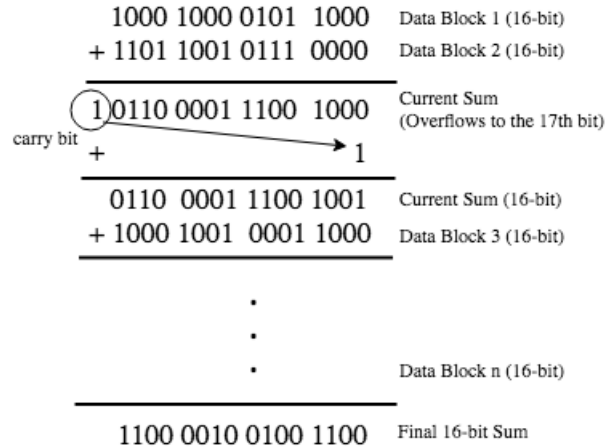 1000 1000 0101 1000 Data Block 1 (16-bit)
+ 1101 1001 0111 0000 Data Block 2 (16-bit)
1 0110 0001 1100 1000 Current Sum
(Overflows to the 17th bit)
carry bit
+ 1
0110 0001 1100 1001 Current Sum (16-bit)
+ 1000 1001 0001 1000 Data Block 3 (16-bit)
.
.
.
Data Block n (16-bit)
1100 0010 0100 1100 Final 16-bit Sum